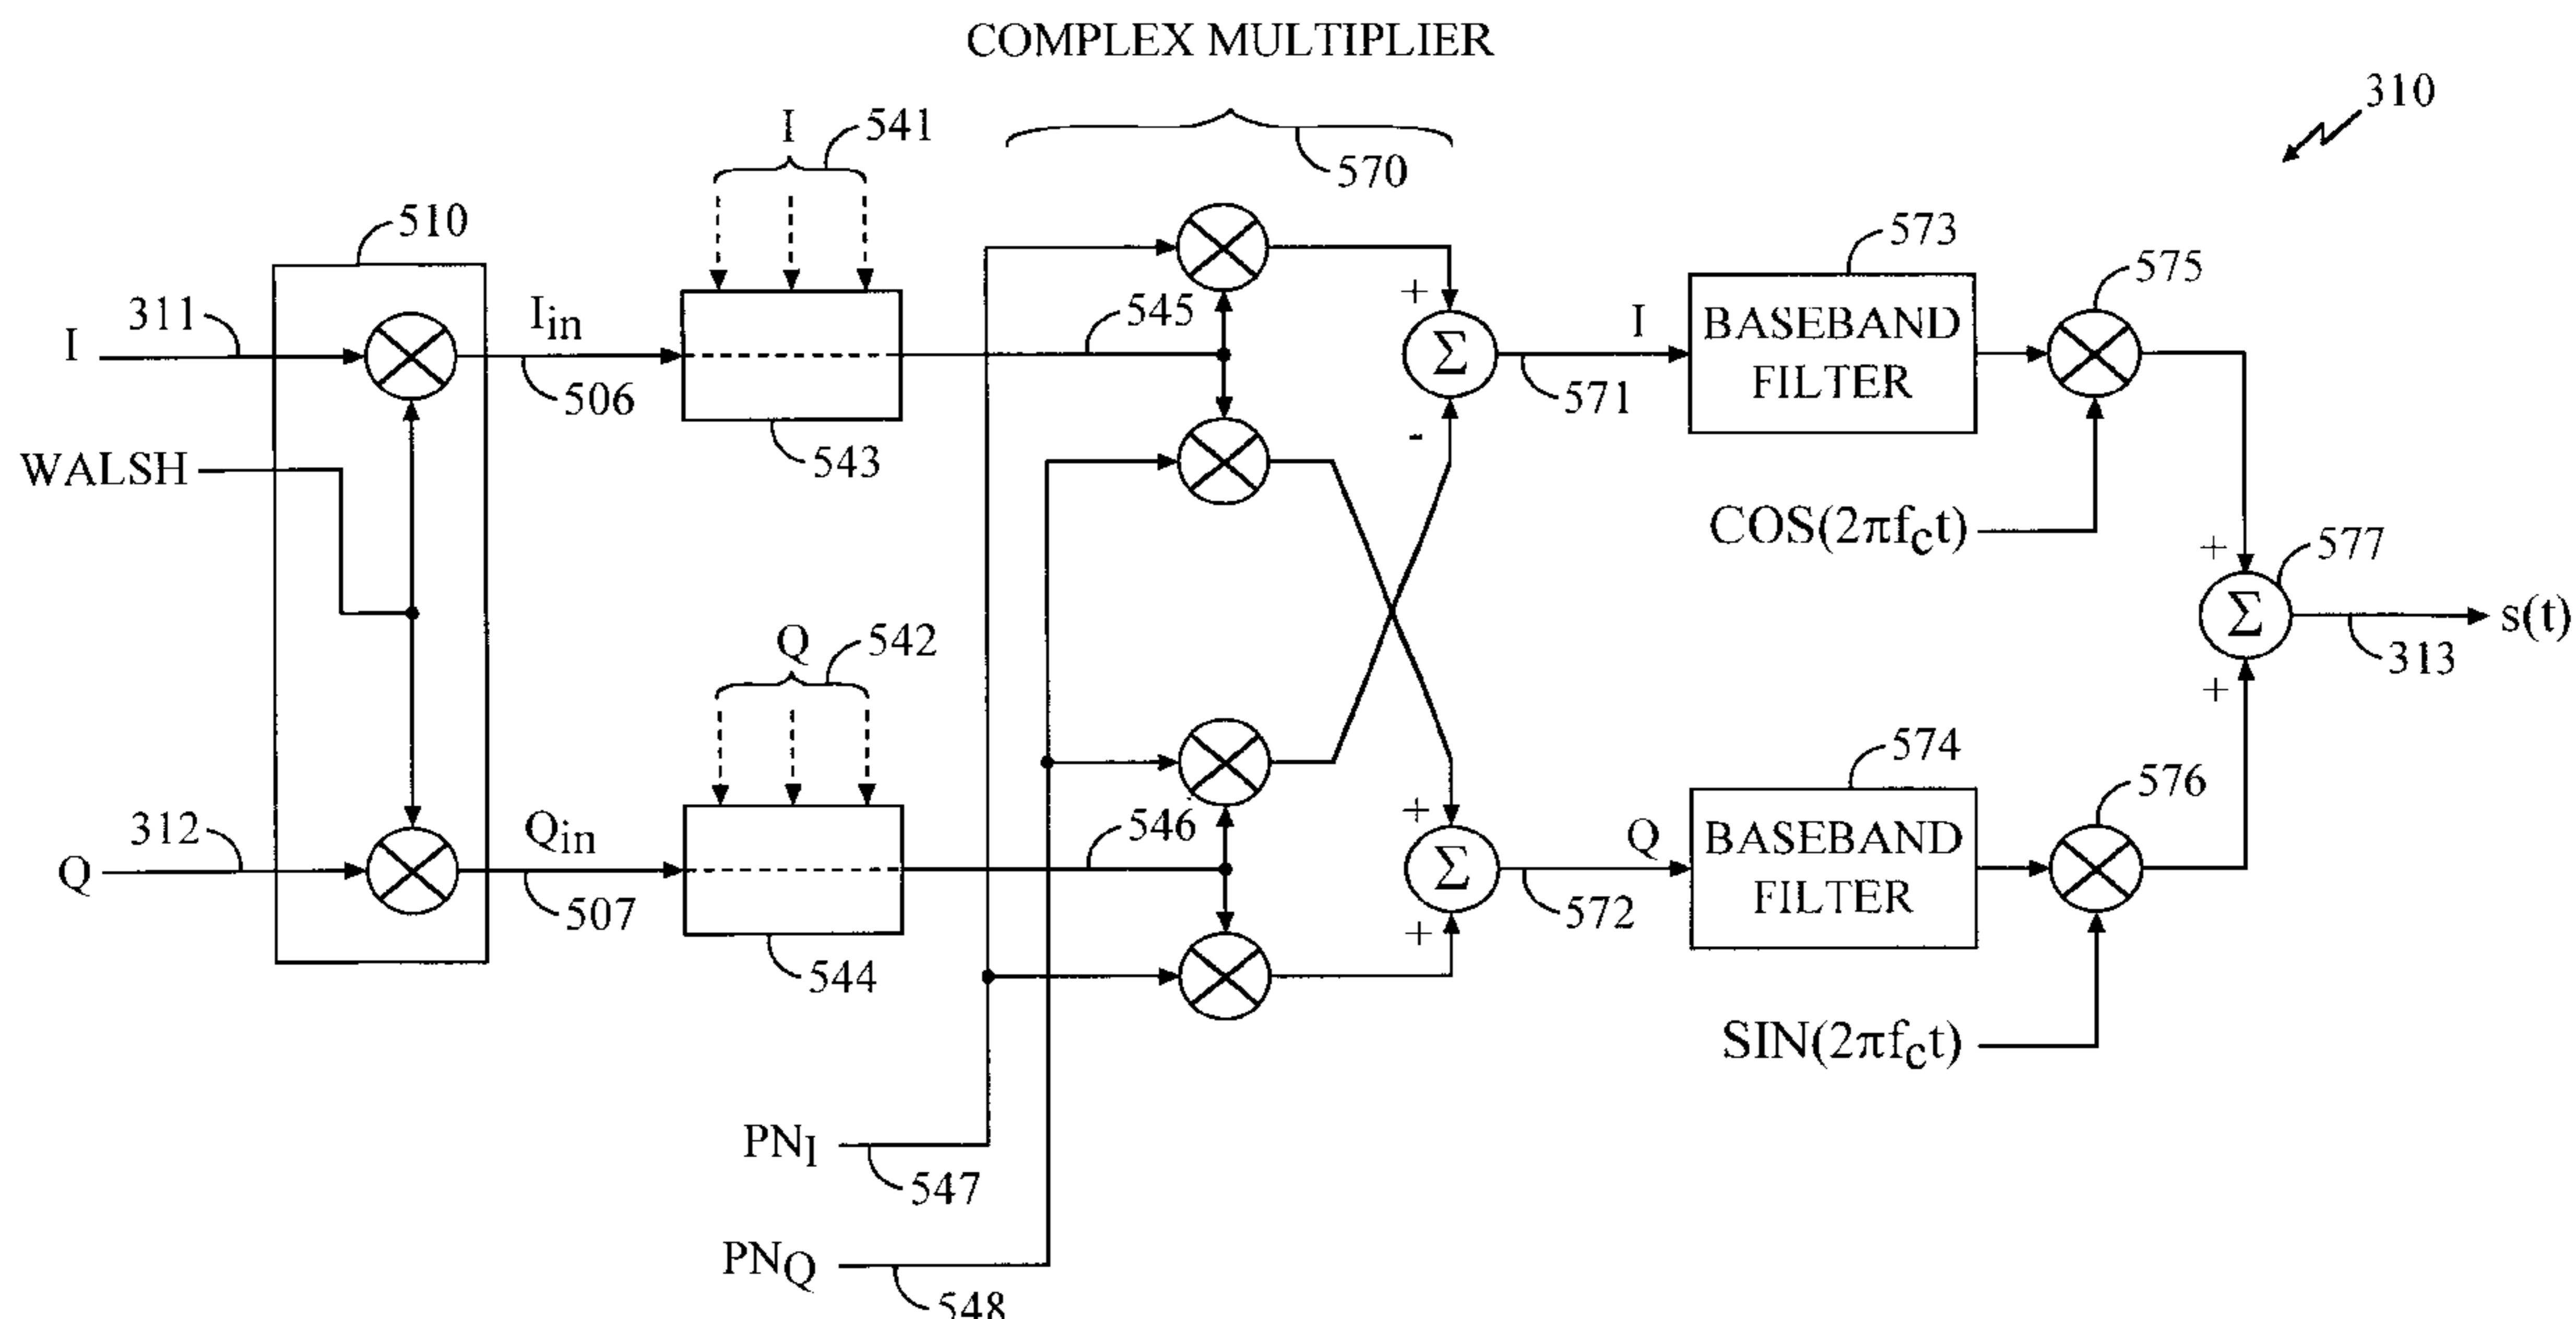 COMPLEX MULTIPLIER
310
I
541
570
510
573
575
I
311
Iin
506
543
545
+
Σ
-
I
571
BASEBAND
FILTER
WALSH
COS(2πfct)
+
577
Σ
s(t)
313
+
Q
542
574
576
Q
312
Qin
507
544
546
+
Σ
+
Q
572
BASEBAND
FILTER
SIN(2πfct)
PNI
547
PNQ
548